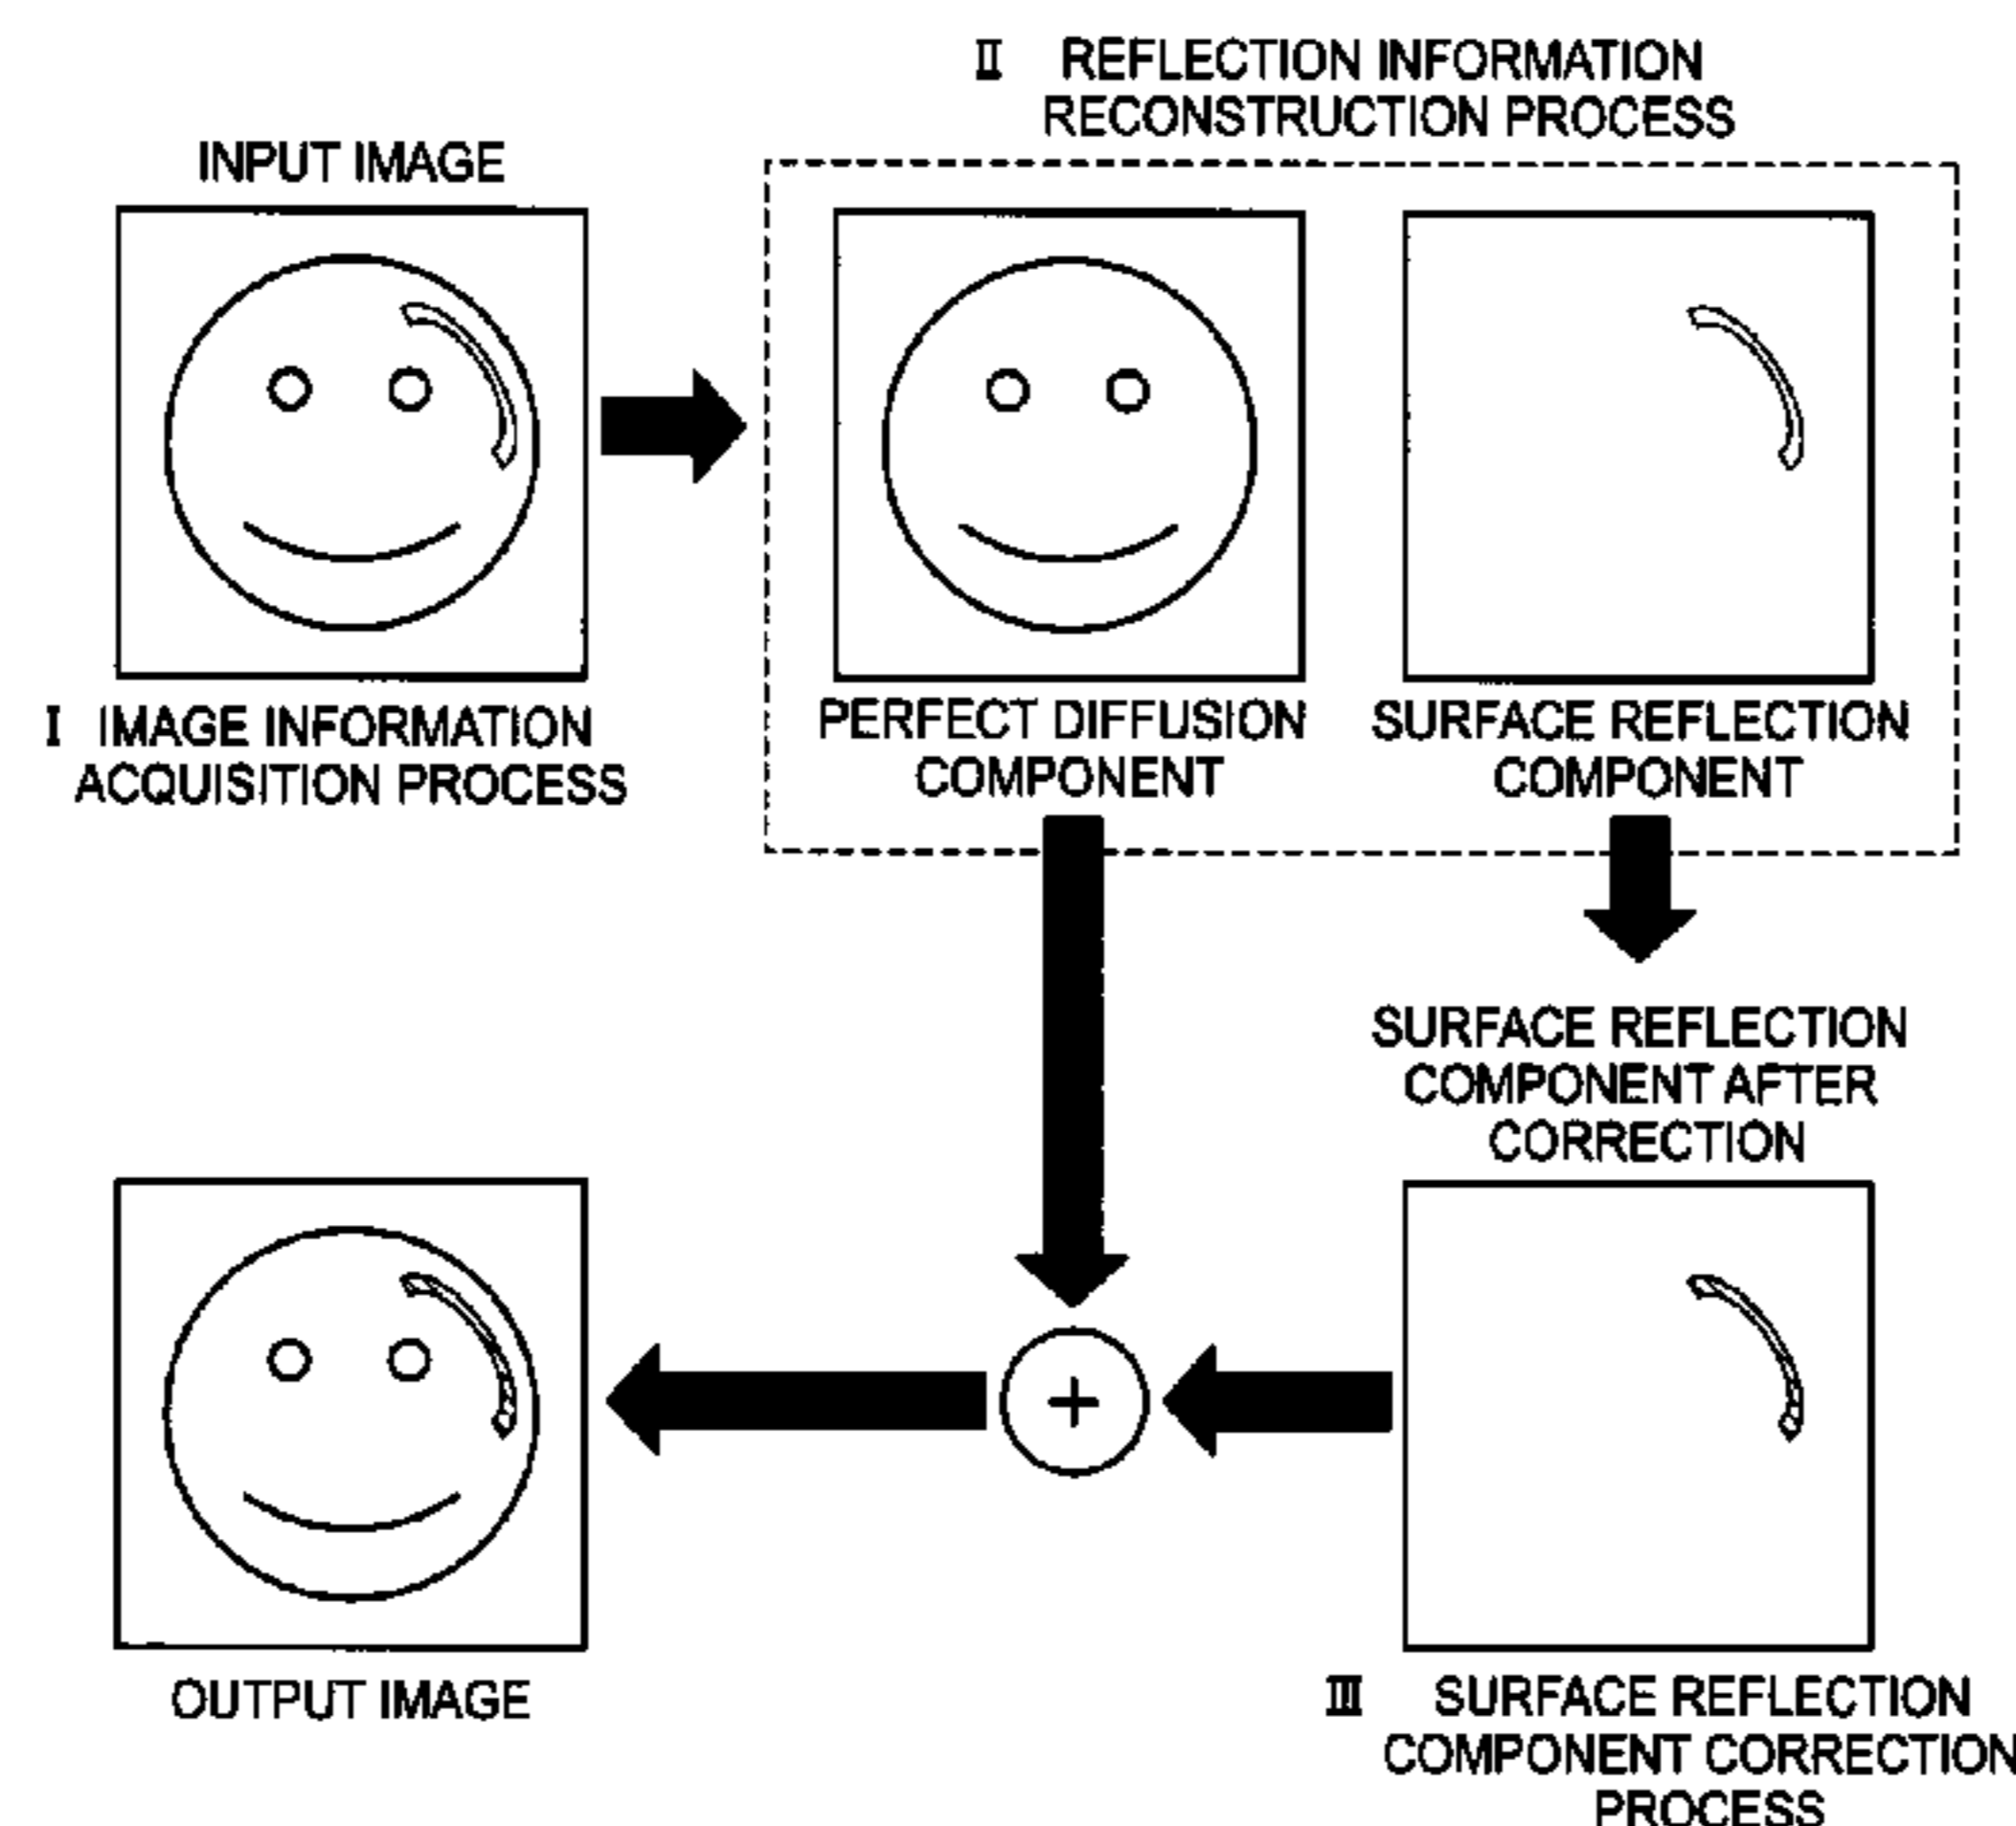 II REFLECTION INFORMATION
RECONSTRUCTION PROCESS
INPUT IMAGE
I IMAGE INFORMATION
ACQUISITION PROCESS
PERFECT DIFFUSION
COMPONENT
SURFACE REFLECTION
COMPONENT
SURFACE REFLECTION
COMPONENT AFTER
CORRECTION
+
OUTPUT IMAGE
III SURFACE REFLECTION
COMPONENT CORRECTION
PROCESS